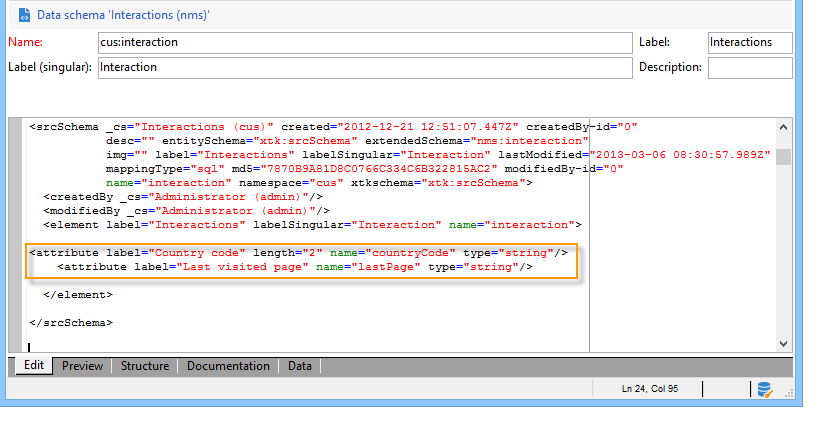 Data schema 'Interactions (nms)'
Name: cus:interaction Label: Interactions
Label (singular): Interaction Description:
<srcSchema _cs="Interactions (cus)" created="2012-12-21 12:51:07.447Z" createdBy-id="0"
desc="" entitySchema="xtk:srcSchema" extendedSchema="nms:interaction"
img="" label="Interactions" labelSingular="Interaction" lastModified="2013-03-06 08:30:57.989Z"
mappingType="sql" md5="7870B9A81D8C0766C334C6B322815AC2" modifiedBy-id="0"
name="interaction" namespace="cus" xtkschema="xtk:srcSchema">
<createdBy _cs="Administrator (admin)"/>
<modifiedBy _cs="Administrator (admin)"/>
<element label="Interactions" labelSingular="Interaction" name="interaction">
<attribute label="Country code" length="2" name="countryCode" type="string"/>
<attribute label="Last visited page" name="lastPage" type="string"/>
</element>
</srcSchema>
Edit Preview Structure Documentation Data
Ln 24, Col 95